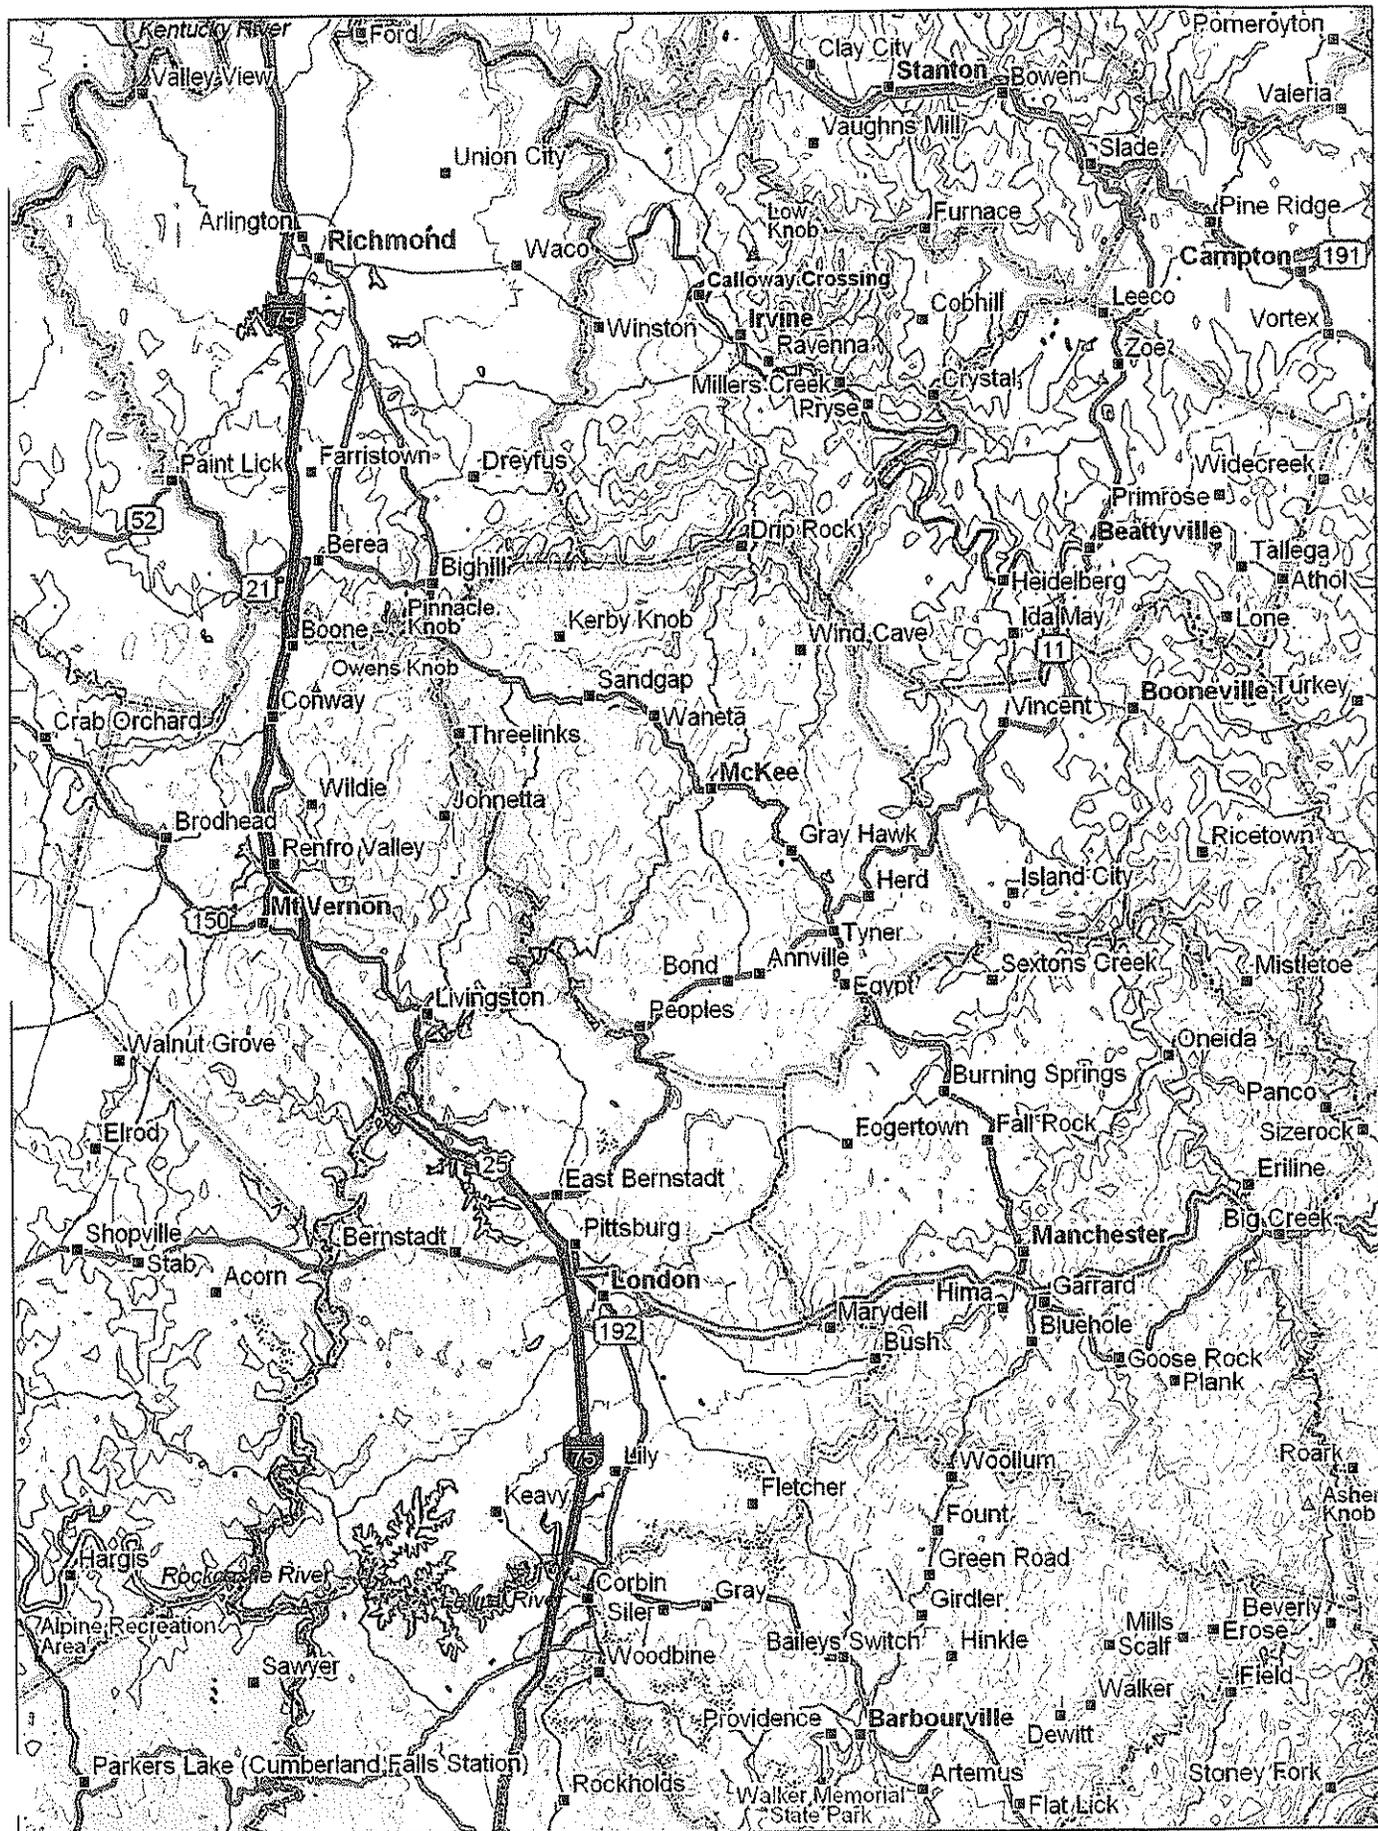 Kentucky River
Ford
Pomeroyton
Clay City
Stanton
Bowen
Valley View
Valeria
Vaughns Mill
Union City
Slade
Arlington
Low
Knob
Furnace
Pine Ridge
Richmond
Waco
Campton
191
Calloway Crossing
Leeco
Cobhill
75
Winston
Irvine
Vortex
Ravenna
Zoe
Millers Creek
Crystal
Pryse
Paint Lick
Farristown
Dreyfus
Widecreek
Primrose
52
Drip Rock
Beattyville
Berea
Tallega
Bighill
Heidelberg
Athol
21
Pinnacle
Knob
Kerby Knob
Ida May
Lone
Boone
Wind Cave
11
Owens Knob
Sandgap
Booneville
Turkey
Conway
Vincent
Crab Orchard
Waneta
Threelinks
McKee
Wildie
Johnetta
Brodhead
Gray Hawk
Ricetown
Renfro Valley
Herd
Island City
150
Mt Vernon
Tyner
Bond
Annville
Sextons Creek
Mistletoe
Livingston
Egypt
Peoples
Walnut Grove
Oneida
Burning Springs
Panco
Elrod
Fogertown
Fall Rock
Sizerock
25
East Bernstadt
Eriline
Shopville
Bernstadt
Pittsburg
Manchester
Big Creek
Stab
Acorn
London
Hima
Garrard
192
Marydell
Bluehole
Bush
Goose Rock
Plank
75
Lily
Woollum
Roark
Keavy
Fletcher
Asher
Knob
Fount
Hargis
Rockcastle River
Green Road
Laurel River
Corbin
Siler
Gray
Girdler
Alpine Recreation
Area
Baileys Switch
Hinkle
Mills
Scalf
Beverly
Erose
Woodbine
Sawyer
Field
Walker
Providence
Barbourville
Dewitt
Parkers Lake (Cumberland Falls Station)
Rockholds
Walker Memorial
State Park
Artemus
Stoney Fork
Flat Lick